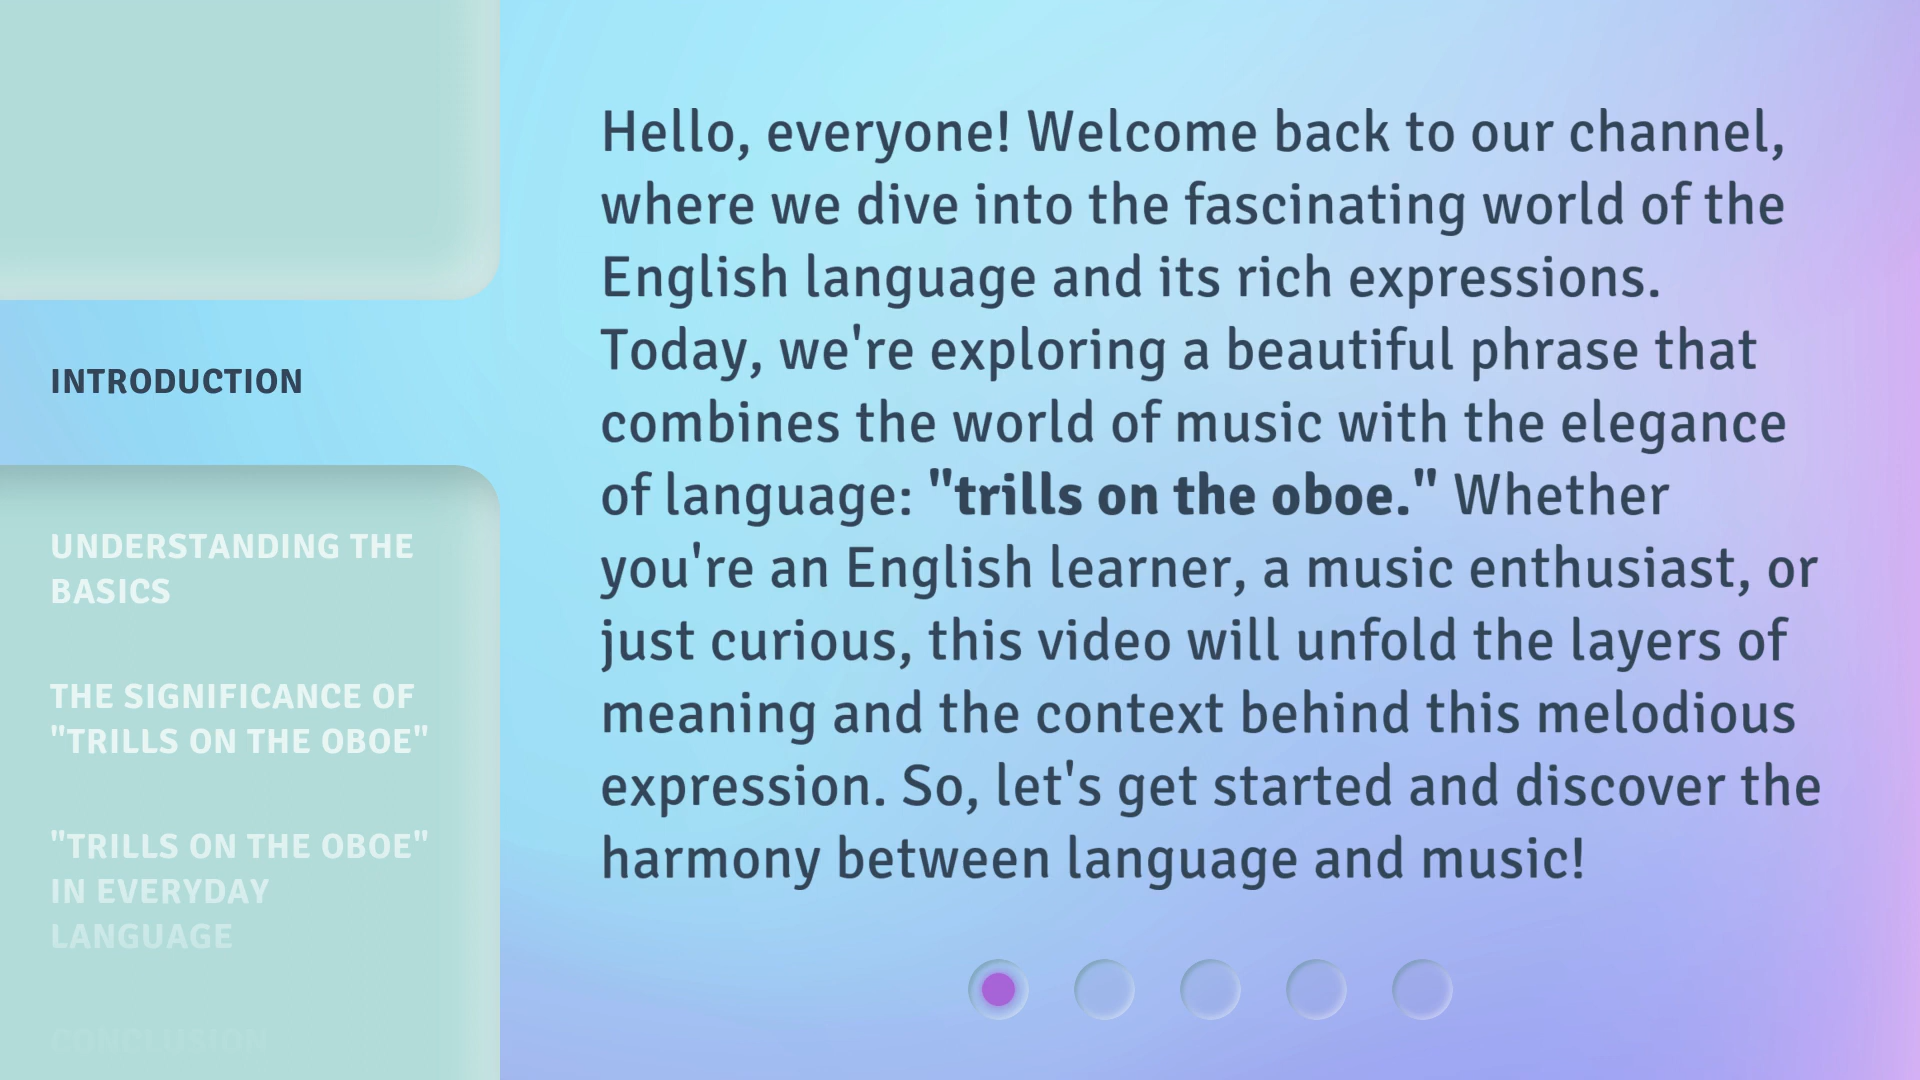 INTRODUCTION
UNDERSTANDING THE
BASICS
THE SIGNIFICANCE OF
"TRILLS ON THE OBOE"
"TRILLS ON THE OBOE"
IN EVERYDAY
LANGUAGE
CONCLUSION
Hello, everyone! Welcome back to our channel,
where we dive into the fascinating world of the
English language and its rich expressions.
Today, we're exploring a beautiful phrase that
combines the world of music with the elegance
of language: "trills on the oboe." Whether
you're an English learner, a music enthusiast, or
just curious, this video will unfold the layers of
meaning and the context behind this melodious
expression. So, let's get started and discover the
harmony between language and music!